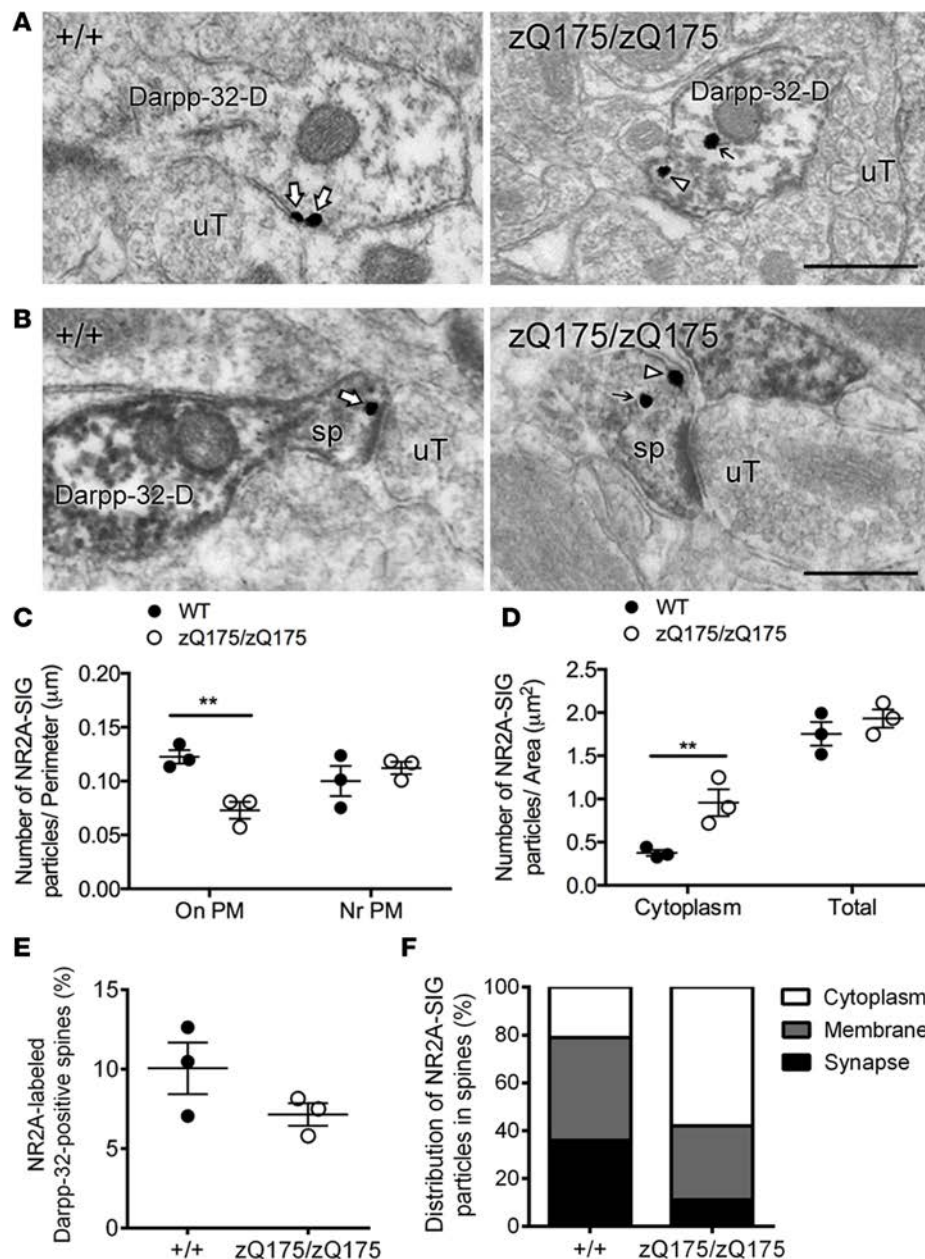 A
+/+
Darpp-32-D
uT
zQ175/zQ175
Darpp-32-D
uT
B
+/+
sp
uT
Darpp-32-D
zQ175/zQ175
sp
uT
C
WT
zQ175/zQ175
Number of NR2A-SIG
particles/ Perimeter (μm)
0.20
0.15
0.10
0.05
0.00
**
On PM
Nr PM
D
WT
zQ175/zQ175
Number of NR2A-SIG
particles/ Area (μm²)
2.5
2.0
1.5
1.0
0.5
0.0
**
Cytoplasm
Total
E
NR2A-labeled
Darpp-32-positive spines (%)
15
10
5
0
+/+
zQ175/zQ175
F
Distribution of NR2A-SIG
particles in spines (%)
100
80
60
40
20
0
+/+
zQ175/zQ175
Cytoplasm
Membrane
Synapse